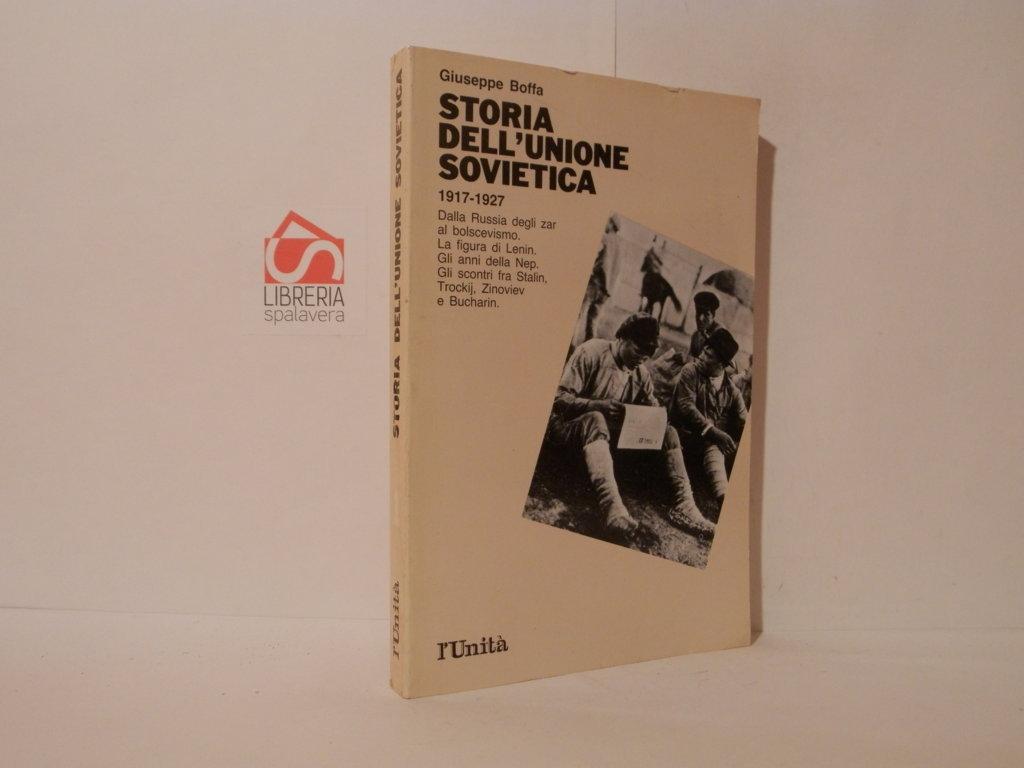 Giuseppe Boffa
STORIA
DELL'UNIONE
SOVIETICA
1917-1927
Dalla Russia degli zar
al bolscevismo.
La figura di Lenin.
Gli anni della Nep.
Gli scontri fra Stalin,
Trockij, Zinoviev
e Bucharin.
l'Unità
STORIA DELL'UNIONE SOVIETICA
l'Unità
LIBRERIA
spalavera